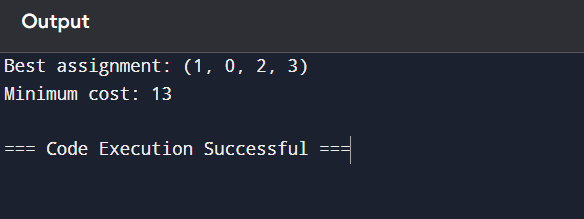 Output
Best assignment: (1, 0, 2, 3)
Minimum cost: 13
=== Code Execution Successful ===